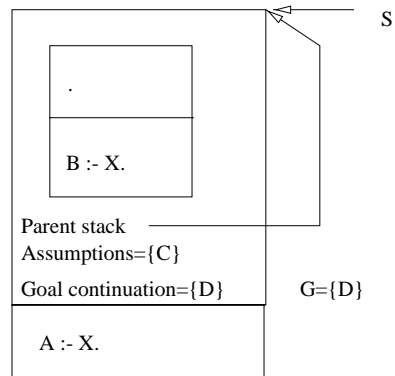 S
.
B :- X.
Parent stack
Assumptions={C}
Goal continuation={D} G={D}
A :- X.